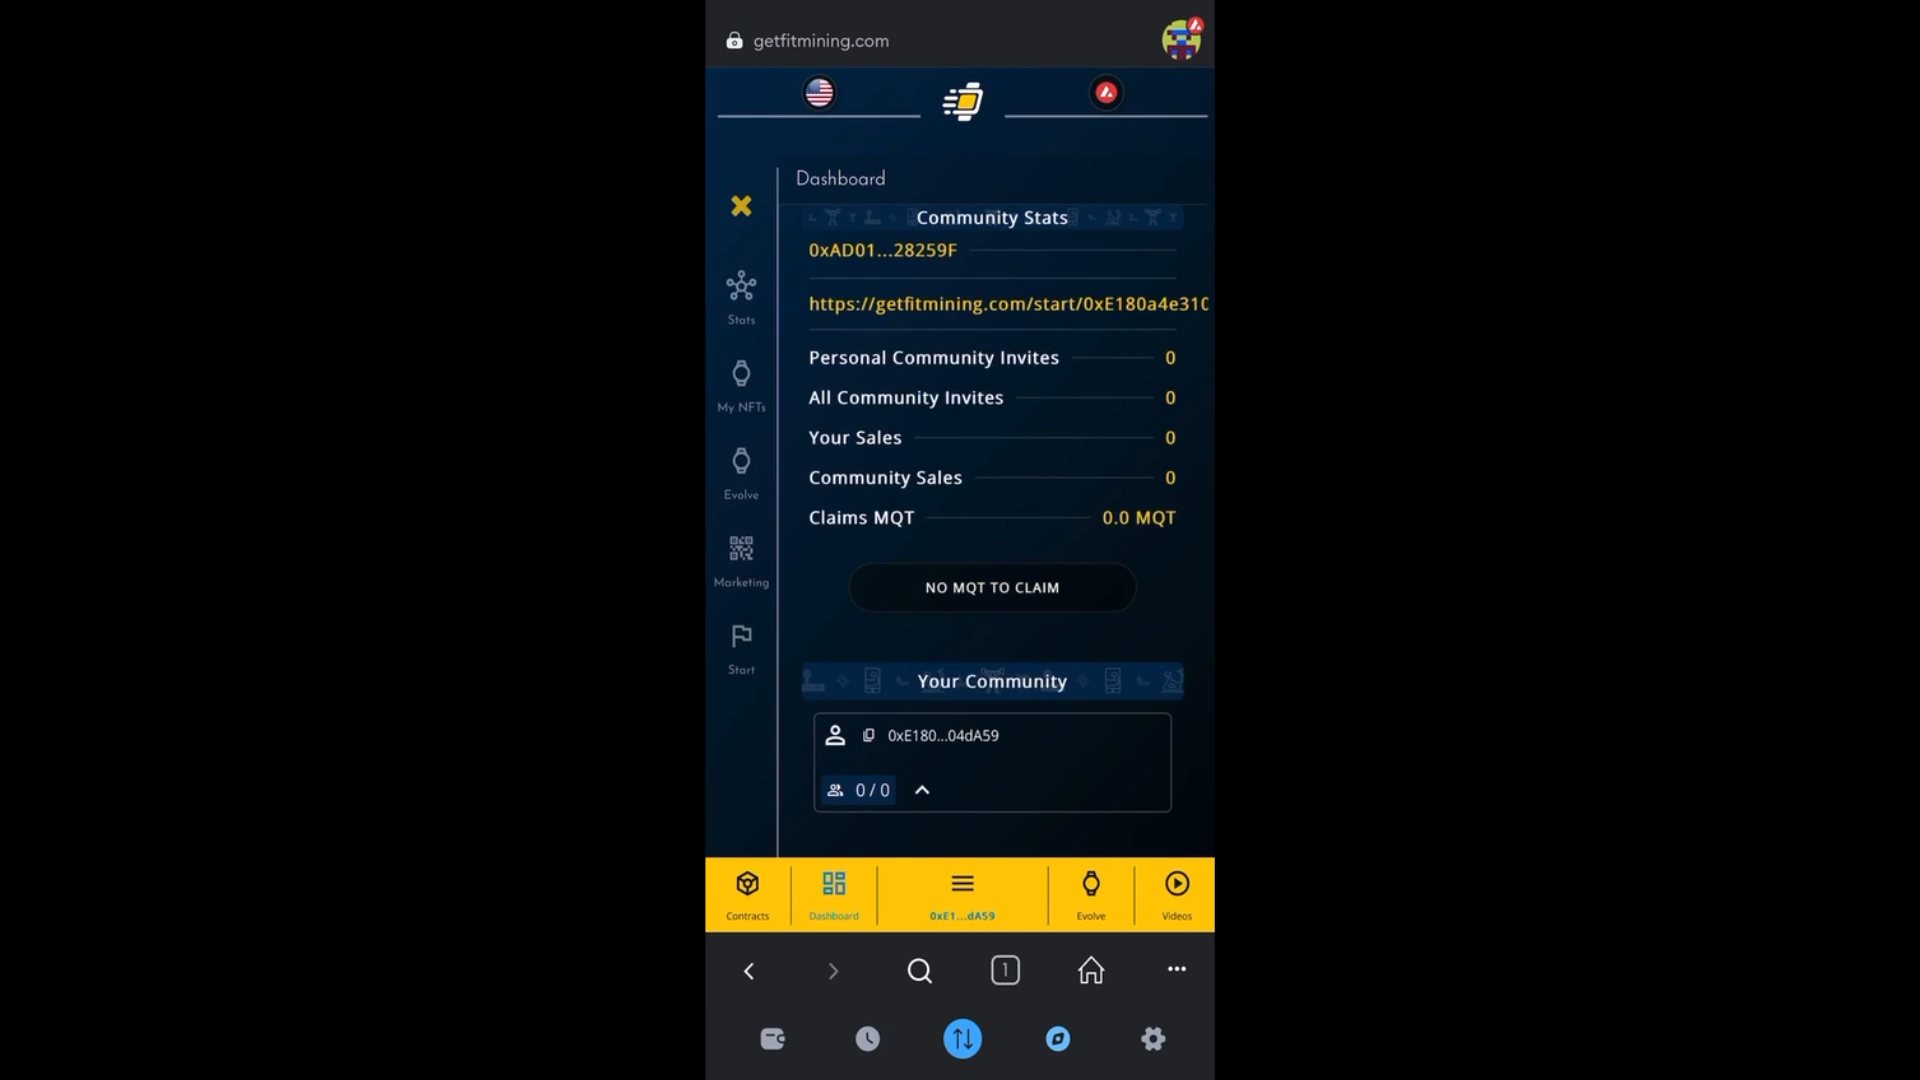 getfitmining.com
Dashboard
Community Stats
0xAD01...28259F
https://getfitmining.com/start/0xE180a4e310
Personal Community Invites 0
All Community Invites 0
Your Sales 0
Community Sales 0
Claims MQT 0.0 MQT
NO MQT TO CLAIM
Your Community
0xE180...04dA59
0 / 0
Stats
My NFTs
Evolve
Marketing
Start
Contracts
Dashboard
0xE1...dA59
Evolve
Videos
1